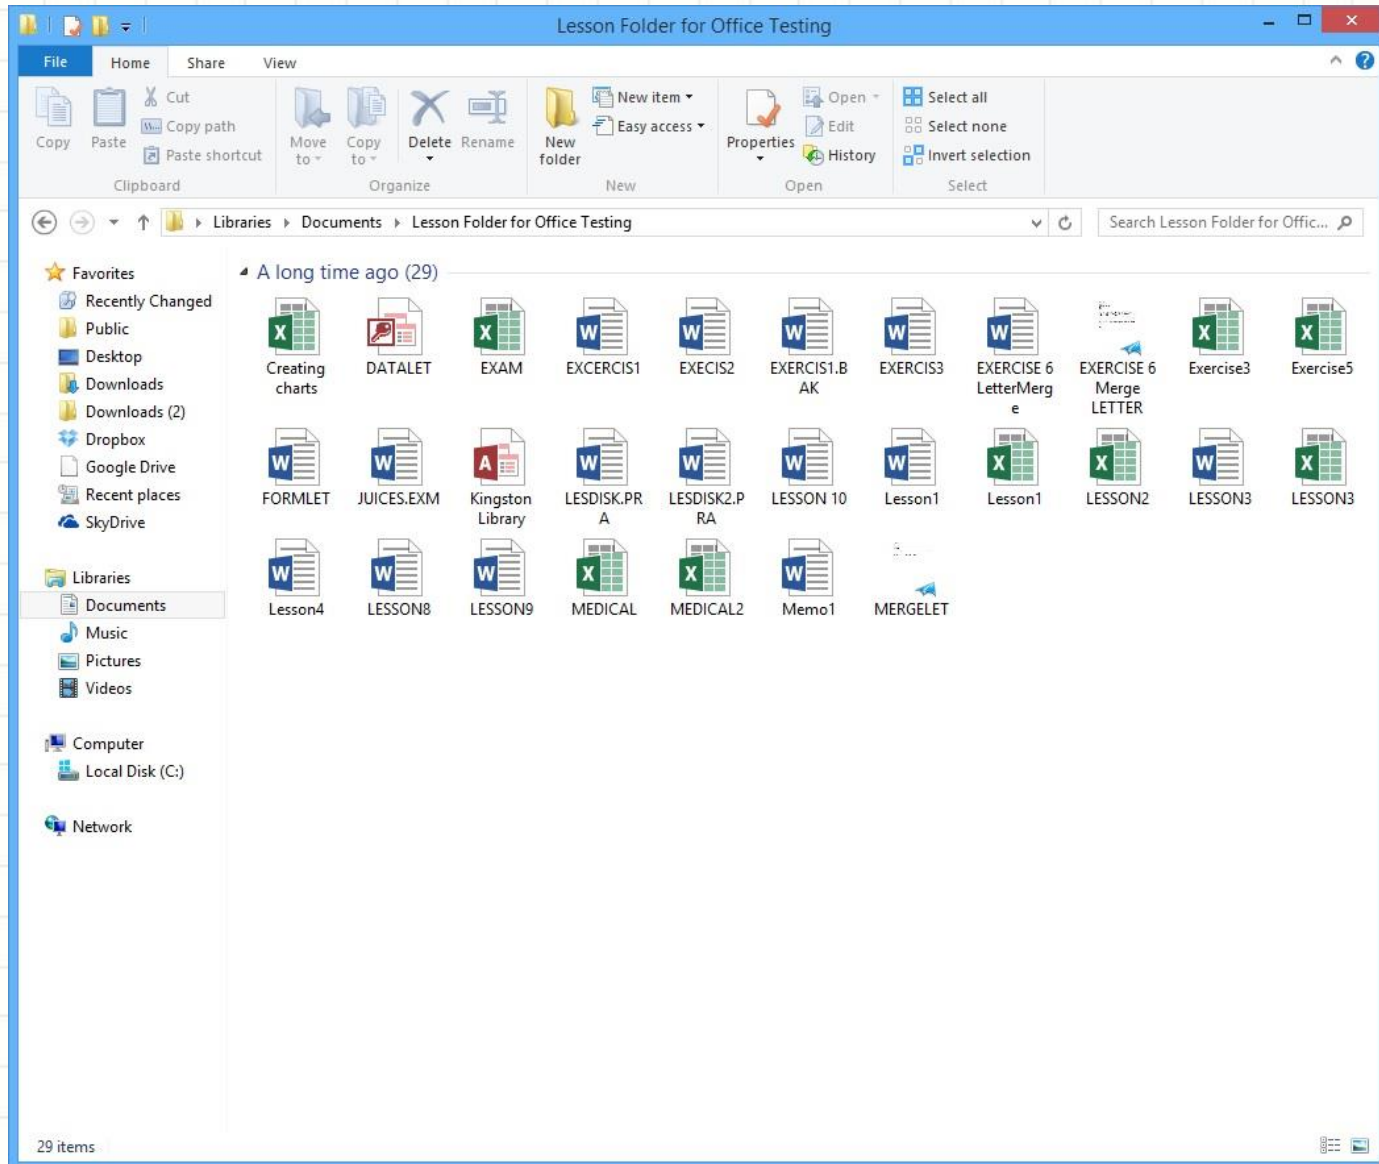 Lesson Folder for Office Testing
File Home Share View
Copy
Paste
Cut
Copy path
Paste shortcut
Clipboard
Move to
Copy to
Delete
Rename
Organize
New folder
New item
Easy access
New
Properties
Open
Edit
History
Open
Select all
Select none
Invert selection
Select
Libraries Documents Lesson Folder for Office Testing
Search Lesson Folder for Offic...
Favorites
Recently Changed
Public
Desktop
Downloads
Downloads (2)
Dropbox
Google Drive
Recent places
SkyDrive
Libraries
Documents
Music
Pictures
Videos
Computer
Local Disk (C:)
Network
A long time ago (29)
Creating
charts
DATALET
EXAM
EXCERCIS1
EXECIS2
EXERCIS1.B
AK
EXERCIS3
EXERCISE 6
LetterMerg
e
EXERCISE 6
Merge
LETTER
Exercise3
Exercise5
FORMLET
JUICES.EXM
Kingston
Library
LESDISK.PR
A
LESDISK2.P
RA
LESSON 10
Lesson1
Lesson1
LESSON2
LESSON3
LESSON3
Lesson4
LESSON8
LESSON9
MEDICAL
MEDICAL2
Memo1
MERGELET
29 items